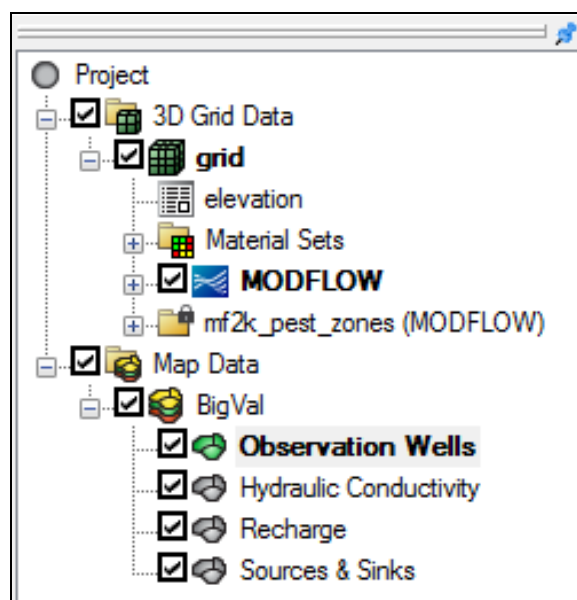 Project
3D Grid Data
grid
elevation
Material Sets
MODFLOW
mf2k_pest_zones (MODFLOW)
Map Data
BigVal
Observation Wells
Hydraulic Conductivity
Recharge
Sources & Sinks